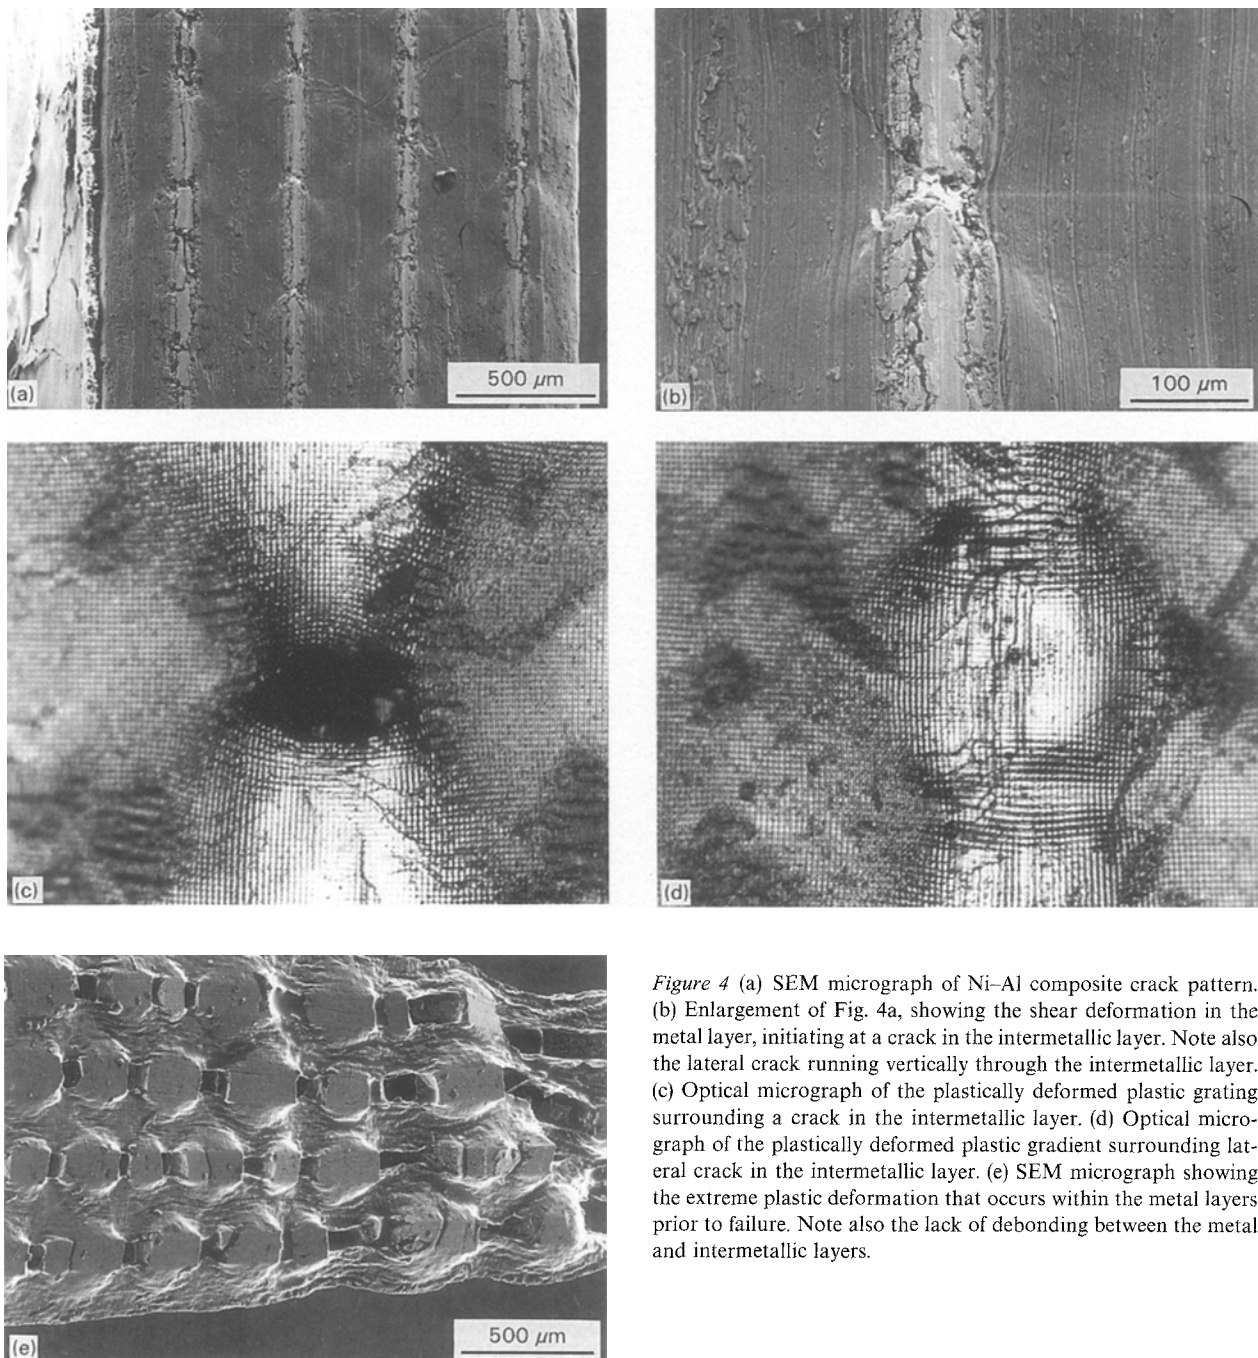 500 μm
(a)
100 μm
(b)
(c)
(d)
Figure 4 (a) SEM micrograph of Ni–Al composite crack pattern.
(b) Enlargement of Fig. 4a, showing the shear deformation in the
metal layer, initiating at a crack in the intermetallic layer. Note also
the lateral crack running vertically through the intermetallic layer.
(c) Optical micrograph of the plastically deformed plastic grating
surrounding a crack in the intermetallic layer. (d) Optical micro-
graph of the plastically deformed plastic gradient surrounding lat-
eral crack in the intermetallic layer. (e) SEM micrograph showing
the extreme plastic deformation that occurs within the metal layers
prior to failure. Note also the lack of debonding between the metal
and intermetallic layers.
500 μm
(e)